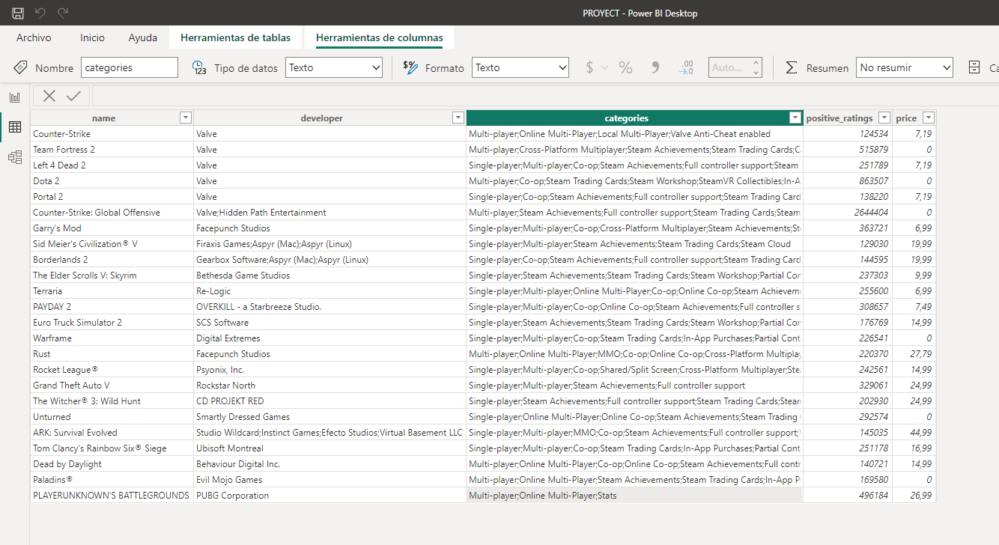 PROYECT - Power BI Desktop
Archivo Inicio Ayuda Herramientas de tablas Herramientas de columnas
Nombre categories 123 Tipo de datos Texto $% Formato Texto $ % 9 .00 →.0 Auto... Σ Resumen No resumir Ca
name developer categories positive_ratings price
Counter-Strike Valve Multi-player;Online Multi-Player;Local Multi-Player;Valve Anti-Cheat enabled 124534 7,19
Team Fortress 2 Valve Multi-player;Cross-Platform Multiplayer;Steam Achievements;Steam Trading Cards;C 515879 0
Left 4 Dead 2 Valve Single-player;Multi-player;Co-op;Steam Achievements;Full controller support;Steam 251789 7,19
Dota 2 Valve Multi-player;Co-op;Steam Trading Cards;Steam Workshop;SteamVR Collectibles;In-A 863507 0
Portal 2 Valve Single-player;Co-op;Steam Achievements;Full controller support;Steam Trading Card 138220 7,19
Counter-Strike: Global Offensive Valve;Hidden Path Entertainment Multi-player;Steam Achievements;Full controller support;Steam Trading Cards;Steam 2644404 0
Garry's Mod Facepunch Studios Single-player;Multi-player;Co-op;Cross-Platform Multiplayer;Steam Achievements;St 363721 6,99
Sid Meier's Civilization® V Firaxis Games;Aspyr (Mac);Aspyr (Linux) Single-player;Multi-player;Steam Achievements;Steam Trading Cards;Steam Cloud 129030 19,99
Borderlands 2 Gearbox Software;Aspyr (Mac);Aspyr (Linux) Single-player;Co-op;Steam Achievements;Full controller support;Steam Trading Card 144595 19,99
The Elder Scrolls V: Skyrim Bethesda Game Studios Single-player;Steam Achievements;Steam Trading Cards;Steam Workshop;Partial Con 237303 9,99
Terraria Re-Logic Single-player;Multi-player;Online Multi-Player;Co-op;Online Co-op;Steam Achievem 255600 6,99
PAYDAY 2 OVERKILL - a Starbreeze Studio. Single-player;Multi-player;Co-op;Online Co-op;Steam Achievements;Full controller s 308657 7,49
Euro Truck Simulator 2 SCS Software Single-player;Steam Achievements;Steam Trading Cards;Steam Workshop;Partial Con 176769 14,99
Warframe Digital Extremes Single-player;Multi-player;Co-op;Steam Trading Cards;In-App Purchases;Partial Cont 226541 0
Rust Facepunch Studios Multi-player;Online Multi-Player;MMO;Co-op;Online Co-op;Cross-Platform Multiplay 220370 27,79
Rocket League® Psyonix, Inc. Single-player;Multi-player;Co-op;Shared/Split Screen;Cross-Platform Multiplayer;Ste 242561 14,99
Grand Theft Auto V Rockstar North Single-player;Multi-player;Steam Achievements;Full controller support 329061 24,99
The Witcher® 3: Wild Hunt CD PROJEKT RED Single-player;Steam Achievements;Full controller support;Steam Trading Cards;Steam 202930 24,99
Unturned Smartly Dressed Games Single-player;Online Multi-Player;Online Co-op;Steam Achievements;Steam Trading 292574 0
ARK: Survival Evolved Studio Wildcard;Instinct Games;Efecto Studios;Virtual Basement LLC Single-player;Multi-player;MMO;Co-op;Steam Achievements;Full controller support; 145035 44,99
Tom Clancy's Rainbow Six® Siege Ubisoft Montreal Single-player;Multi-player;Co-op;Steam Trading Cards;In-App Purchases;Partial Cont 251178 16,99
Dead by Daylight Behaviour Digital Inc. Multi-player;Online Multi-Player;Co-op;Online Co-op;Steam Achievements;Full contr 140721 14,99
Paladins® Evil Mojo Games Multi-player;Online Multi-Player;Steam Achievements;Steam Trading Cards;In-App P 169580 0
PLAYERUNKNOWN'S BATTLEGROUNDS PUBG Corporation Multi-player;Online Multi-Player;Stats 496184 26,99